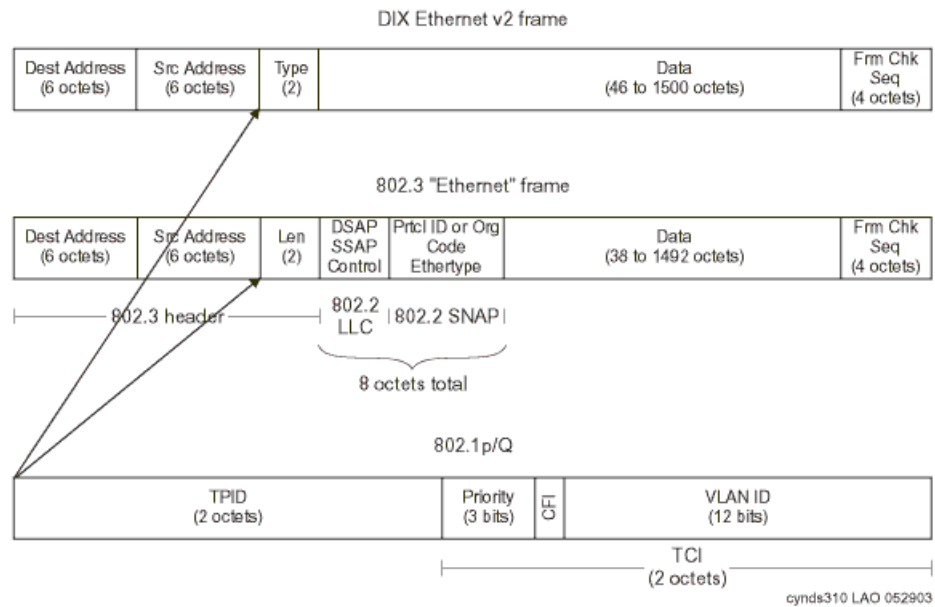 DIX Ethernet v2 frame
Dest Address
(6 octets)
Src Address
(6 octets)
Type
(2)
Data
(46 to 1500 octets)
Frm Chk
Seq
(4 octets)
802.3 "Ethernet" frame
Dest Address
(6 octets)
Src Address
(6 octets)
Len
(2)
DSAP
SSAP
Control
Prtcl ID or Org
Code
Ethertype
Data
(38 to 1492 octets)
Frm Chk
Seq
(4 octets)
802.3 header
802.2
LLC
802.2 SNAP
8 octets total
802.1p/Q
TPID
(2 octets)
Priority
(3 bits)
CFI
VLAN ID
(12 bits)
TCI
(2 octets)
cynds310 LAO 052903